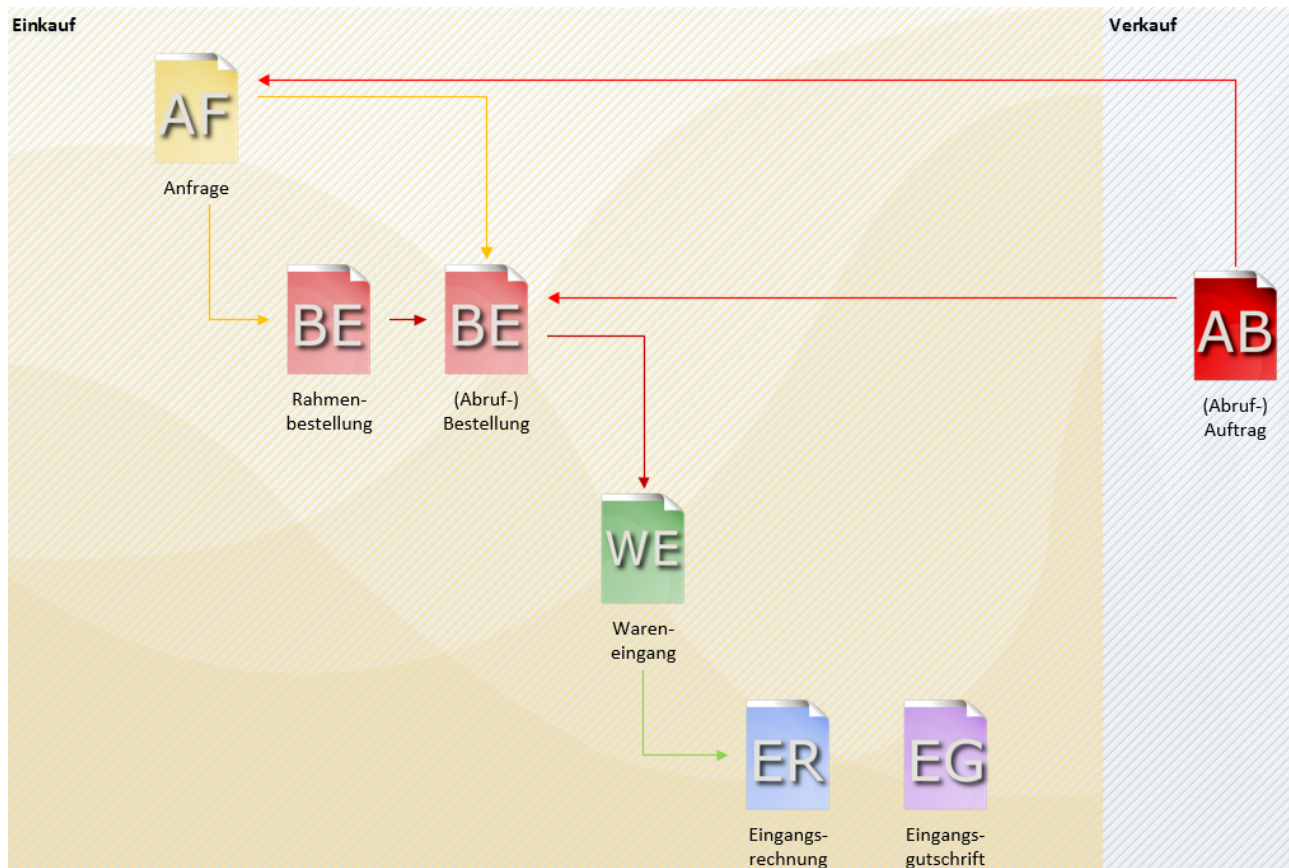 Einkauf
Verkauf
AF
Anfrage
BE
BE
AB
Rahmen-
bestellung
(Abruf-)
Bestellung
(Abruf-)
Auftrag
WE
Waren-
eingang
ER
EG
Eingangs-
rechnung
Eingangs-
gutschrift